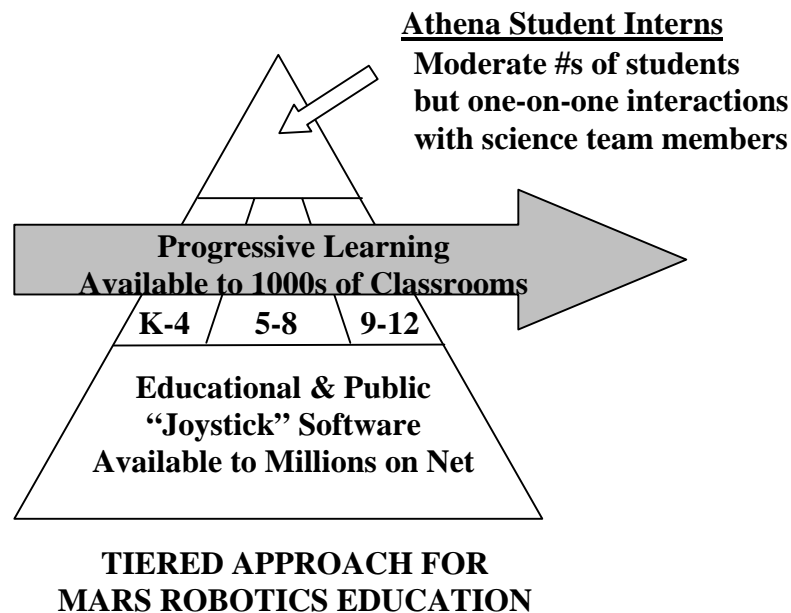 Athena Student Interns
Moderate #s of students
but one-on-one interactions
with science team members
Progressive Learning
Available to 1000s of Classrooms
K-4 5-8 9-12
Educational & Public
“Joystick” Software
Available to Millions on Net
TIERED APPROACH FOR
MARS ROBOTICS EDUCATION